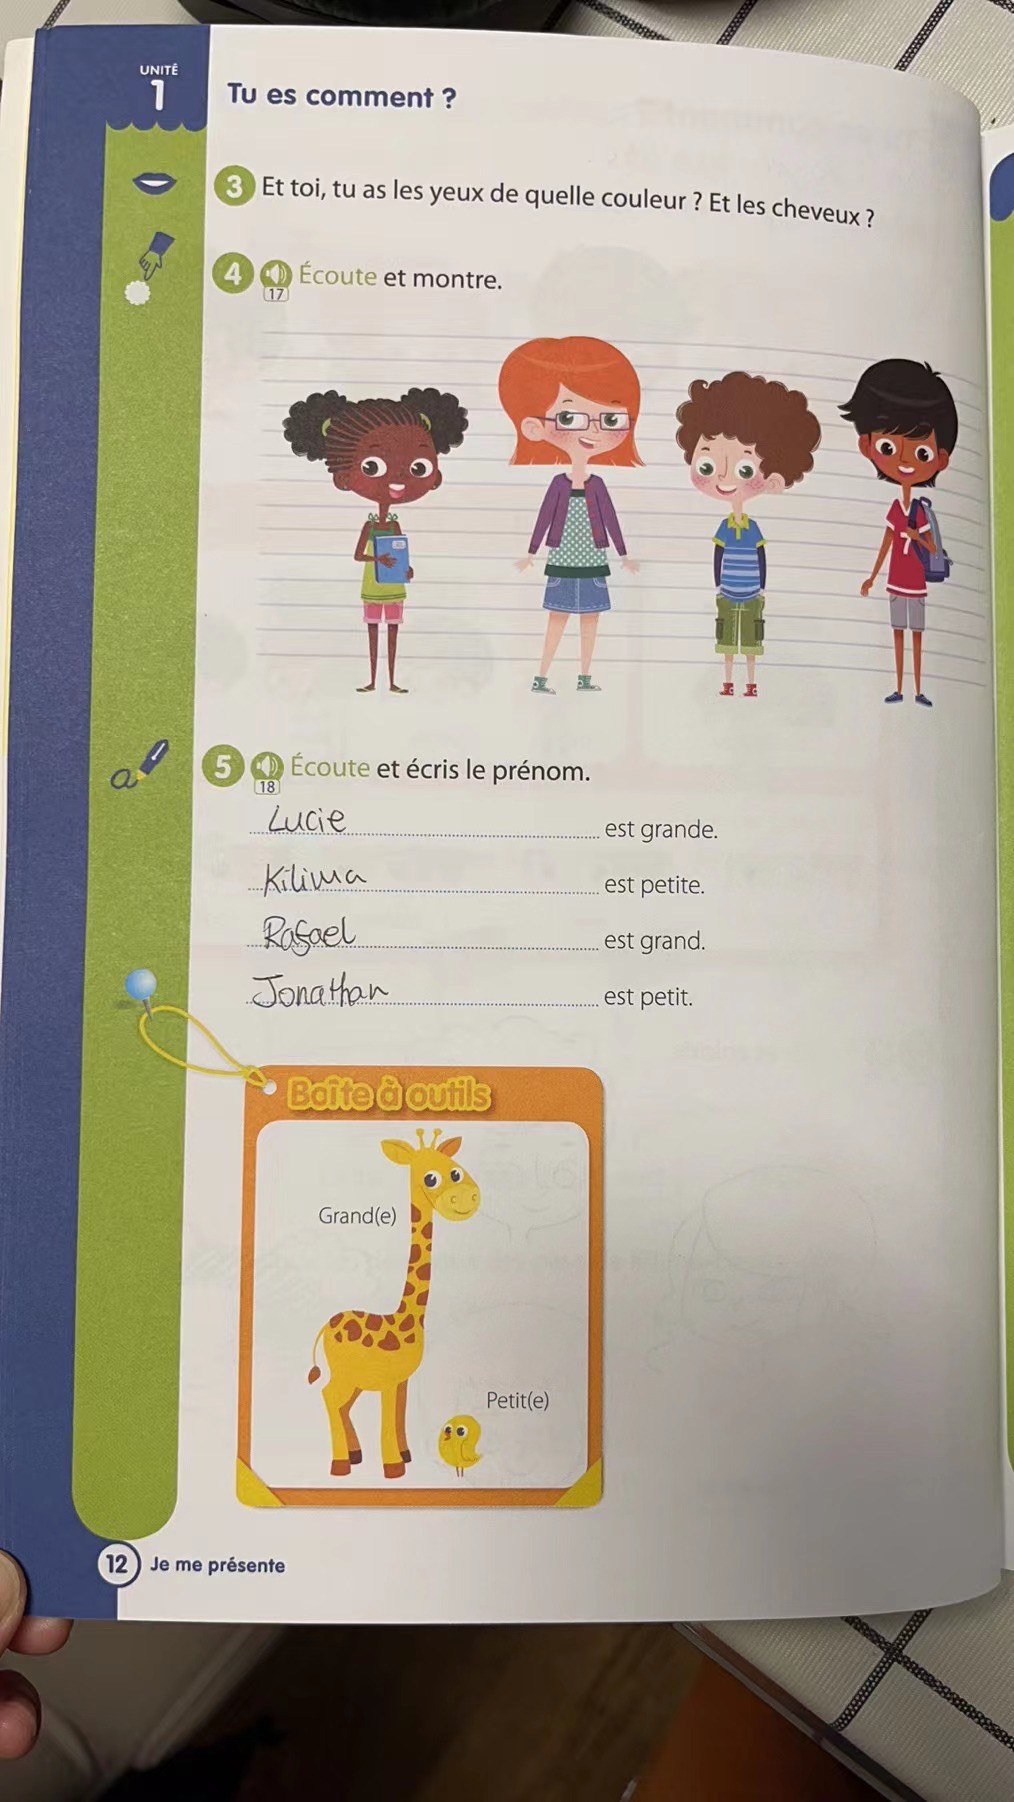 UNITÉ
1
Tu es comment ?
3 Et toi, tu as les yeux de quelle couleur ? Et les cheveux ?
4 Écoute et montre.
17
5 Écoute et écris le prénom.
18
Lucie est grande.
Kilima est petite.
Rafael est grand.
Jonathan est petit.
Boîte à outils
Grand(e)
Petit(e)
12 Je me présente